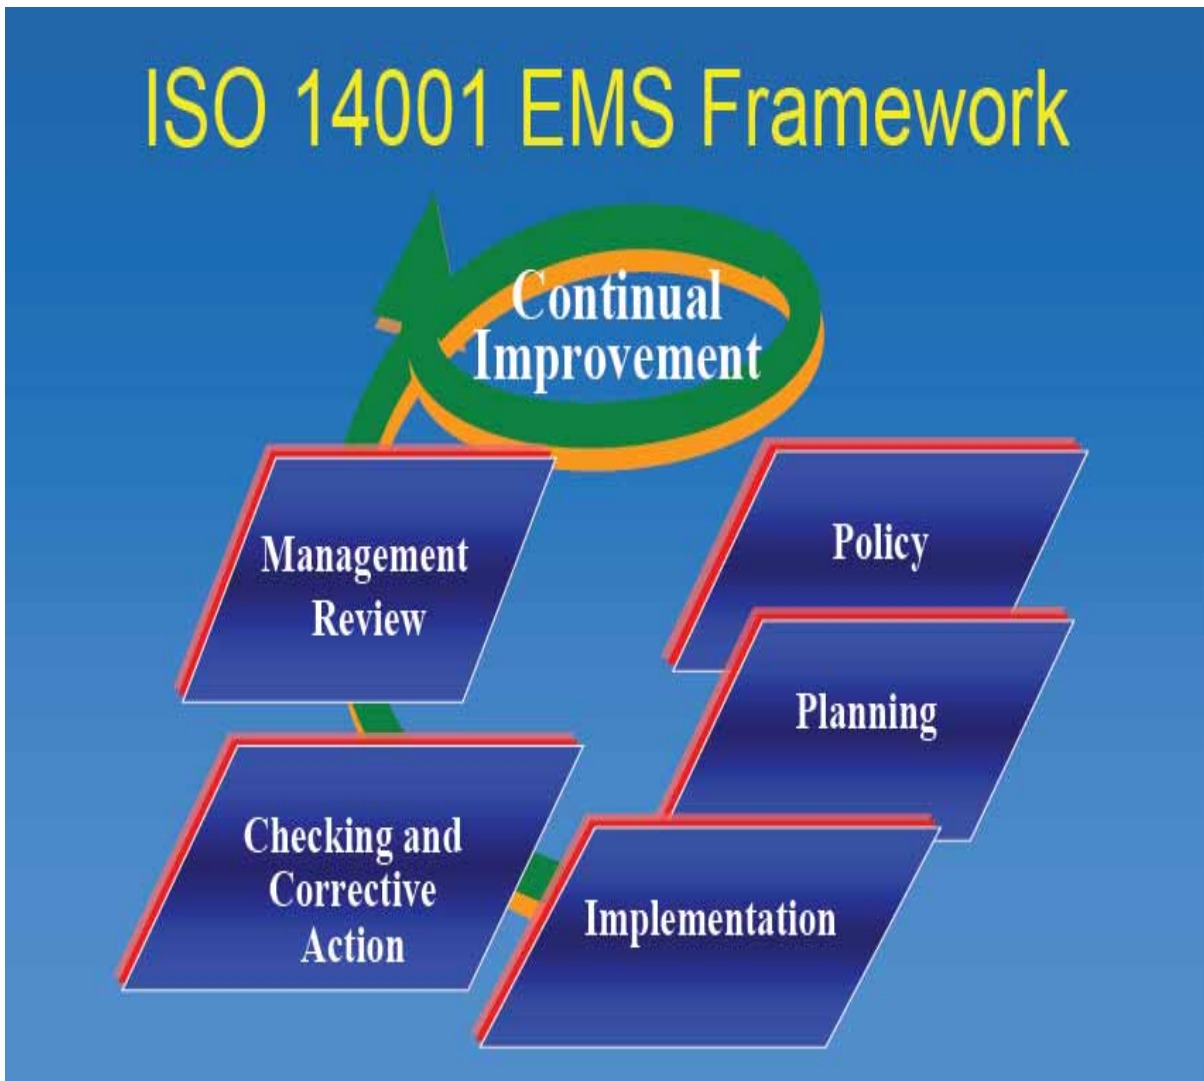 ISO 14001 EMS Framework
Continual
Improvement
Management
Review
Policy
Planning
Checking and
Corrective
Action
Implementation